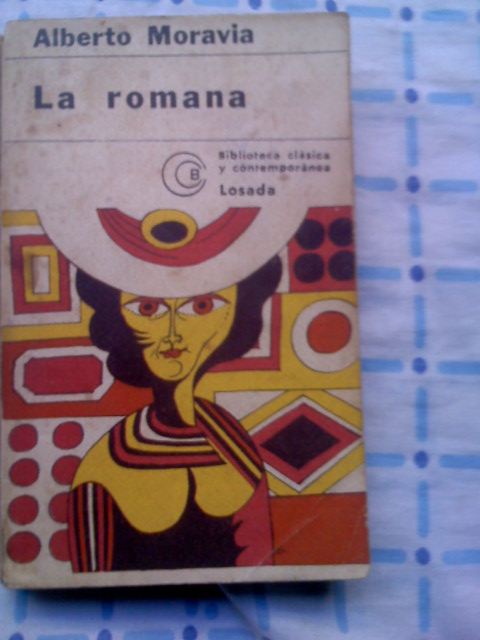 Alberto Moravia
La romana
B
Biblioteca clásica
y contemporánea
Losada